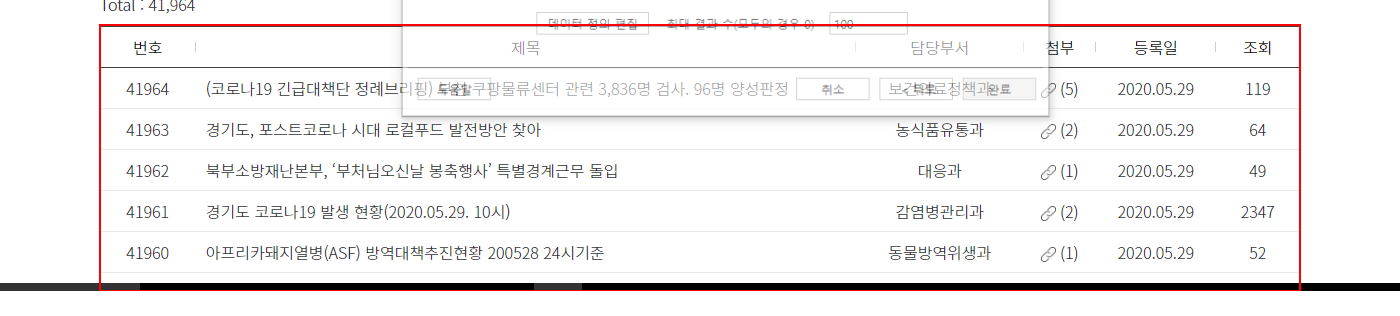 Total : 41,964
데이터 정의 편집 최대 결과 수(모두의 경우 0) 100
번호 제목 담당부서 첨부 등록일 조회
41964 (코로나19 긴급대책단 정례브리핑) 부천 쿠팡물류센터 관련 3,836명 검사. 96명 양성판정 보건의료정책과 (5) 2020.05.29 119
도움말 취소 < 뒤로 완료
41963 경기도, 포스트코로나 시대 로컬푸드 발전방안 찾아 농식품유통과 (2) 2020.05.29 64
41962 북부소방재난본부, ‘부처님오신날 봉축행사’ 특별경계근무 돌입 대응과 (1) 2020.05.29 49
41961 경기도 코로나19 발생 현황(2020.05.29. 10시) 감염병관리과 (2) 2020.05.29 2347
41960 아프리카돼지열병(ASF) 방역대책추진현황 200528 24시기준 동물방역위생과 (1) 2020.05.29 52